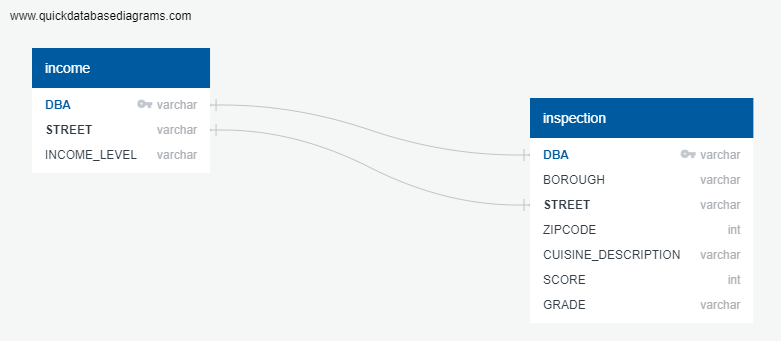 www.quickdatabasediagrams.com
income
DBA varchar
STREET varchar
INCOME_LEVEL varchar
inspection
DBA varchar
BOROUGH varchar
STREET varchar
ZIPCODE int
CUISINE_DESCRIPTION varchar
SCORE int
GRADE varchar